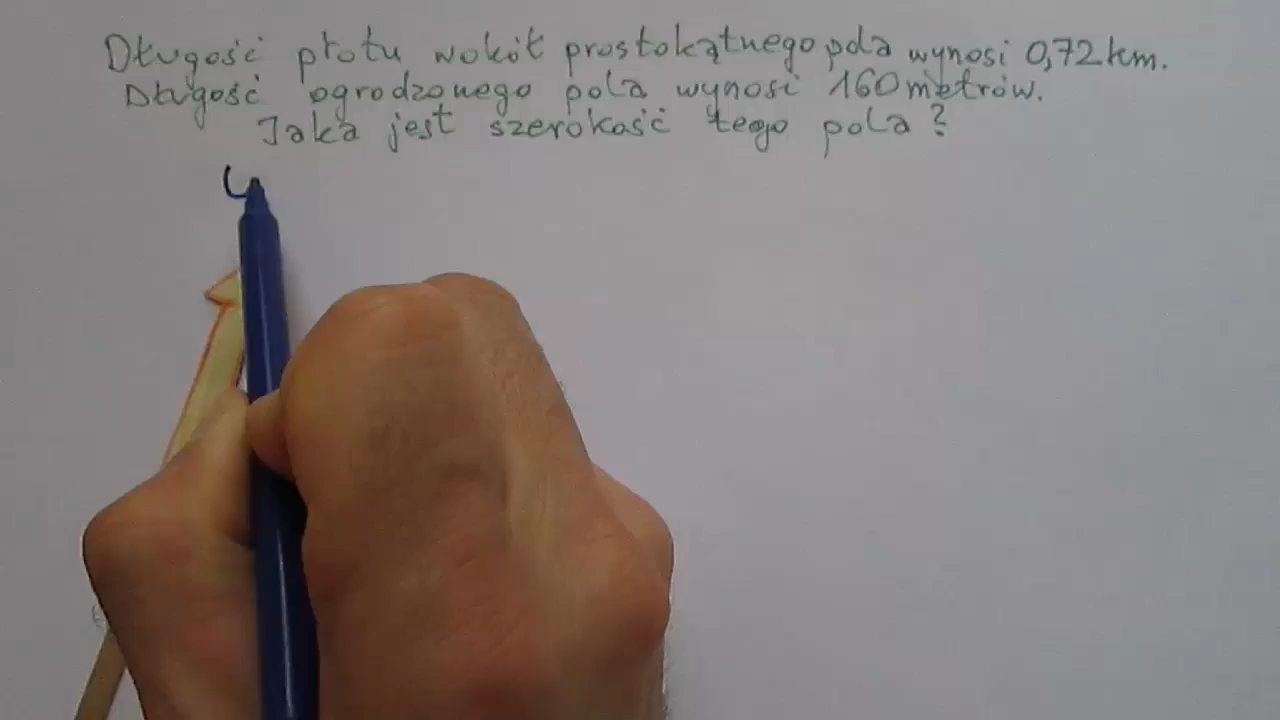 Długość płotu wokół prostokątnego pola wynosi 0,72 km.
Długość ogrodzonego pola wynosi 160 metrów.
Jaka jest szerokość tego pola?